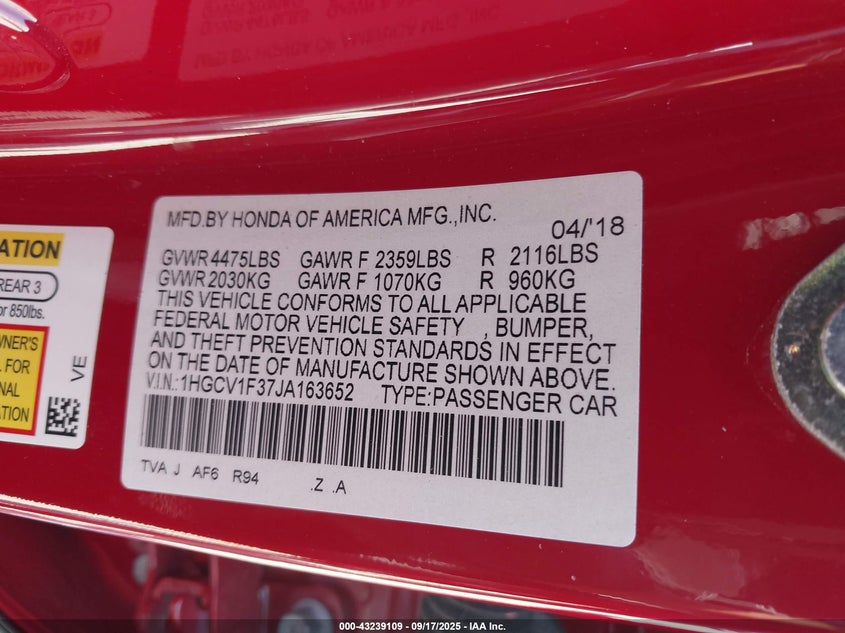 MFD.BY HONDA OF AMERICA MFG.,INC.
04/'18
GVWR 4475LBS GAWR F 2359LBS R 2116LBS
GVWR 2030KG GAWR F 1070KG R 960KG
THIS VEHICLE CONFORMS TO ALL APPLICABLE
FEDERAL MOTOR VEHICLE SAFETY , BUMPER,
AND THEFT PREVENTION STANDARDS IN EFFECT
ON THE DATE OF MANUFACTURE SHOWN ABOVE.
V.I.N.:1HGCV1F37JA163652 TYPE:PASSENGER CAR
TVA J AF6 R94 .Z .A
REAR 3
or 850lbs.
WNER'S
FOR
VE
000-43239109 - 09/17/2025 - IAA Inc.